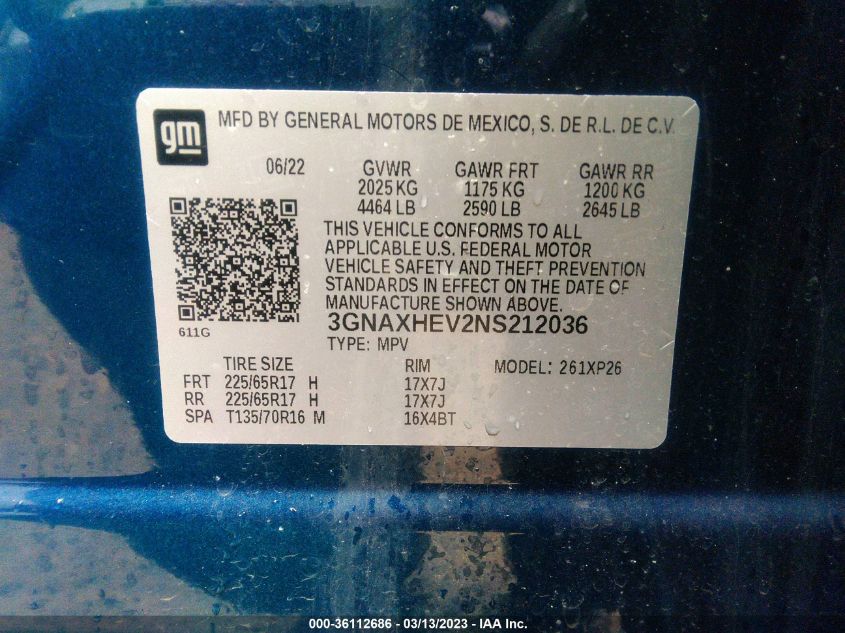 gm
MFD BY GENERAL MOTORS DE MEXICO, S. DE R.L. DE C.V.
06/22 GVWR GAWR FRT GAWR RR
2025 KG 1175 KG 1200 KG
4464 LB 2590 LB 2645 LB
THIS VEHICLE CONFORMS TO ALL
APPLICABLE U.S. FEDERAL MOTOR
VEHICLE SAFETY AND THEFT PREVENTION
STANDARDS IN EFFECT ON THE DATE OF
MANUFACTURE SHOWN ABOVE.
3GNAXHEV2NS212036
611G
TYPE: MPV
TIRE SIZE RIM MODEL: 261XP26
FRT 225/65R17 H 17X7J
RR 225/65R17 H 17X7J
SPA T135/70R16 M 16X4BT
000-36112686 - 03/13/2023 - IAA Inc.